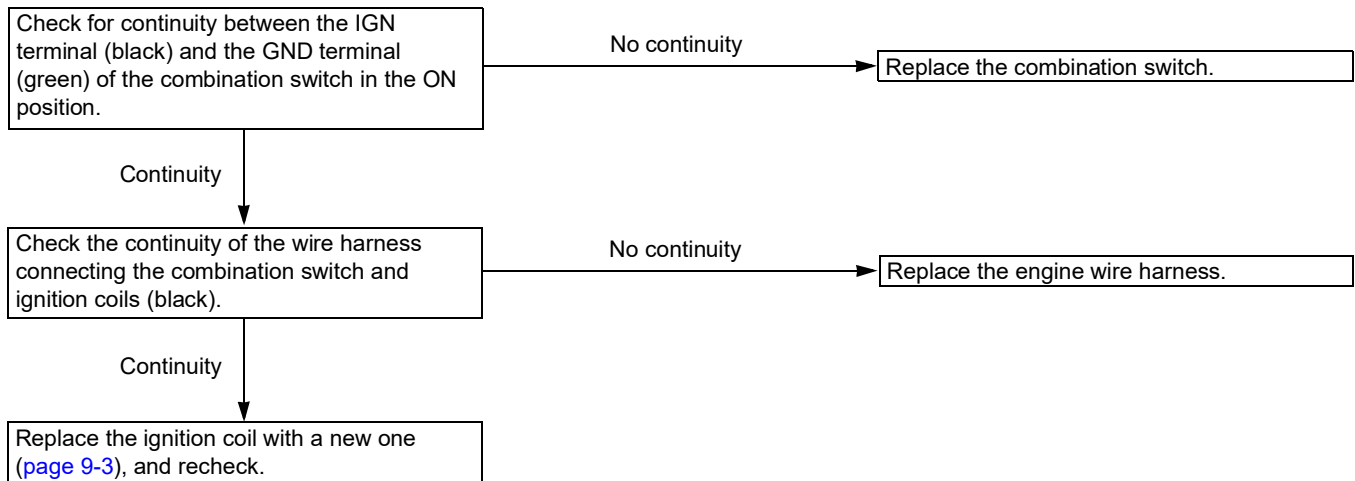 Check for continuity between the IGN
terminal (black) and the GND terminal
(green) of the combination switch in the ON
position.
No continuity
Replace the combination switch.
Continuity
Check the continuity of the wire harness
connecting the combination switch and
ignition coils (black).
No continuity
Replace the engine wire harness.
Continuity
Replace the ignition coil with a new one
(page 9-3), and recheck.